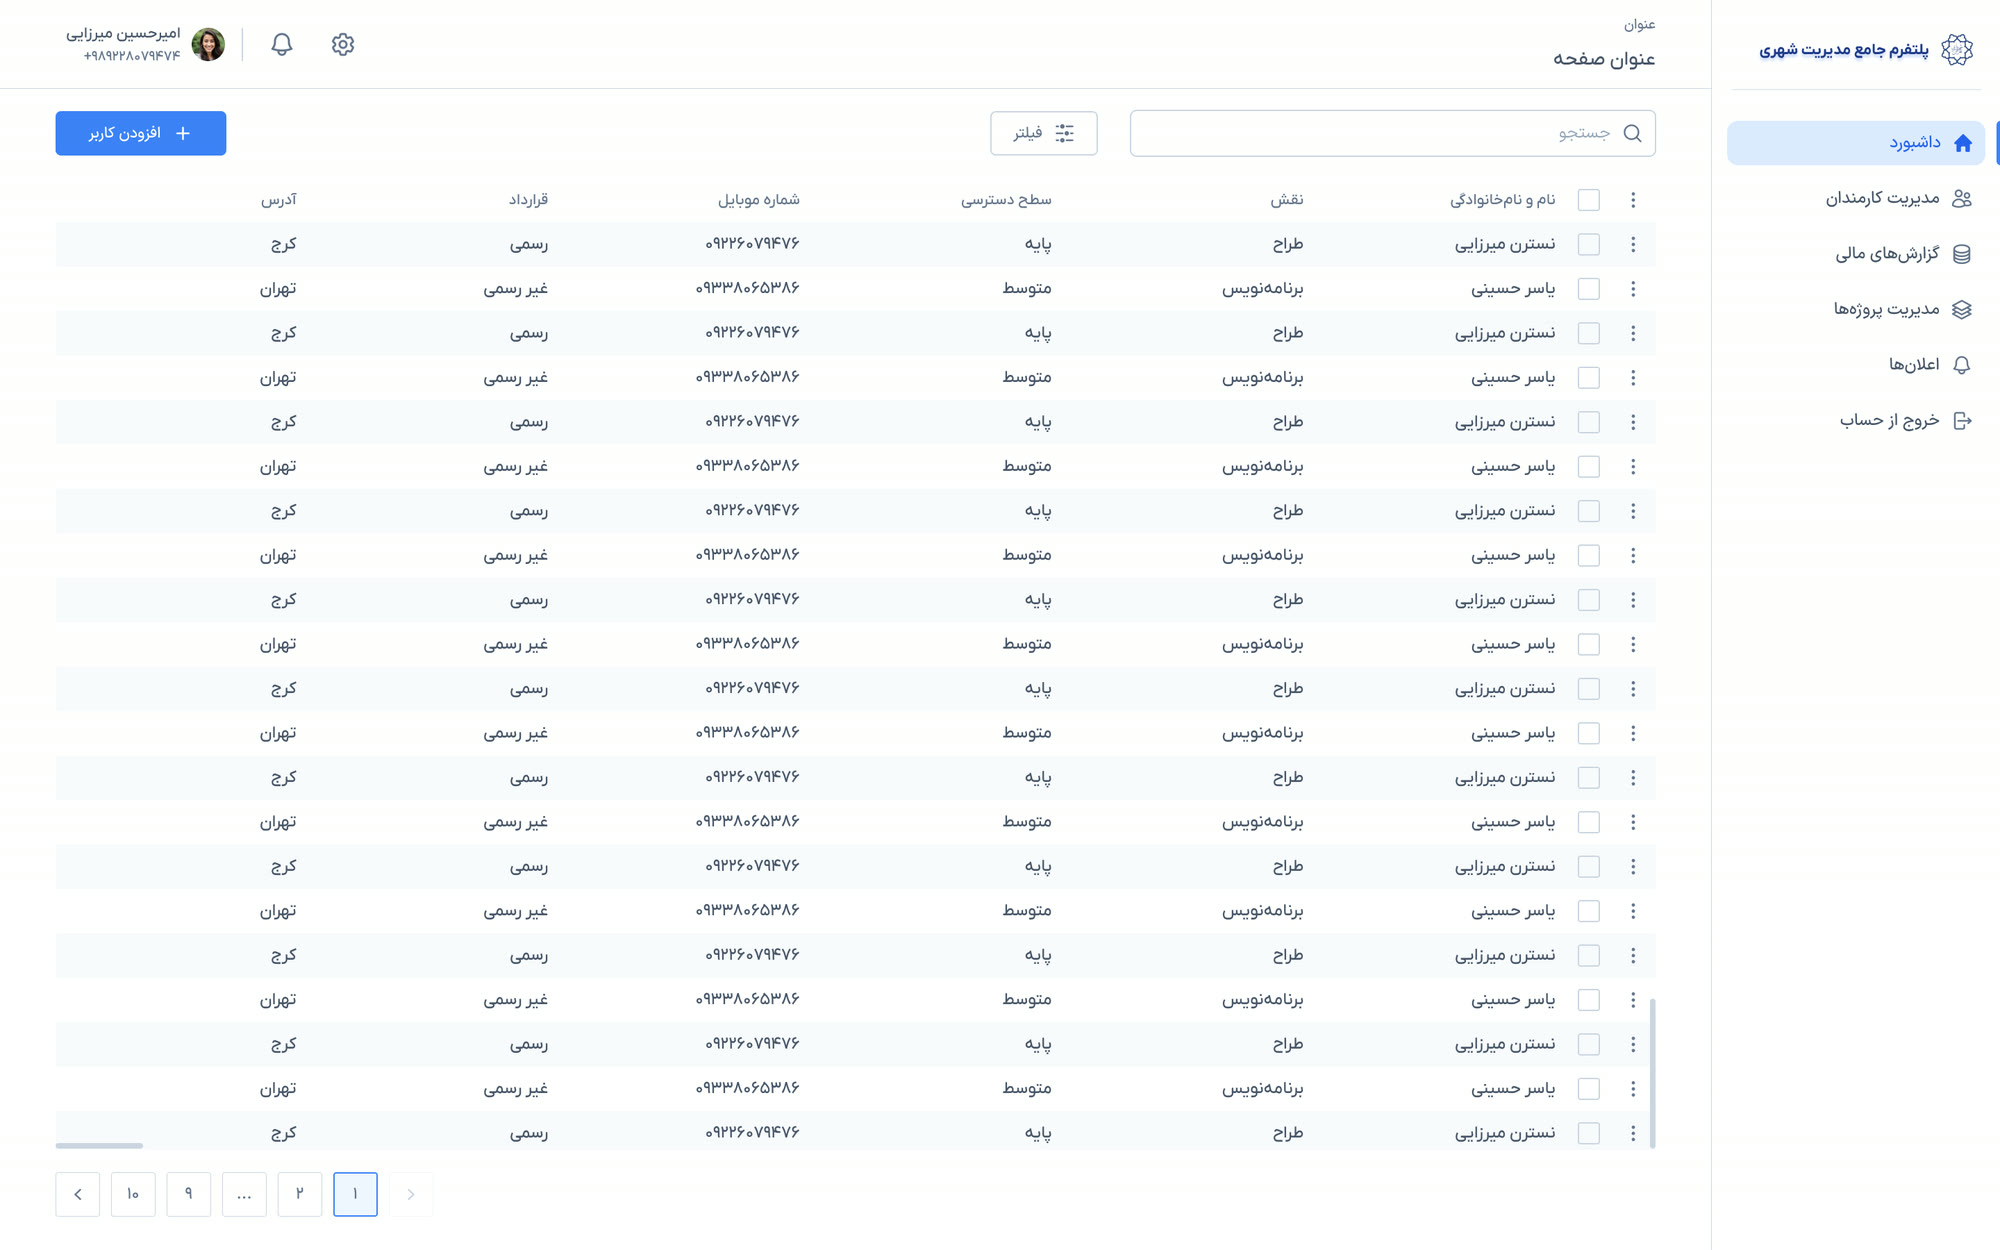 پلتفرم جامع مدیریت شهری
داشبورد
مدیریت کارمندان
گزارش‌های مالی
مدیریت پروژه‌ها
اعلان‌ها
خروج از حساب
عنوان
عنوان صفحه
امیرحسین میرزایی
+۹۸۹۲۲۸۰۷۹۴۷۴
جستجو
فیلتر
افزودن کاربر
نام و نام‌خانوادگی نقش سطح دسترسی شماره موبایل قرارداد آدرس
نسترن میرزایی طراح پایه ۰۹۲۲۶۰۷۹۴۷۶ رسمی کرج
یاسر حسینی برنامه‌نویس متوسط ۰۹۳۳۸۰۶۵۳۸۶ غیر رسمی تهران
نسترن میرزایی طراح پایه ۰۹۲۲۶۰۷۹۴۷۶ رسمی کرج
یاسر حسینی برنامه‌نویس متوسط ۰۹۳۳۸۰۶۵۳۸۶ غیر رسمی تهران
نسترن میرزایی طراح پایه ۰۹۲۲۶۰۷۹۴۷۶ رسمی کرج
یاسر حسینی برنامه‌نویس متوسط ۰۹۳۳۸۰۶۵۳۸۶ غیر رسمی تهران
نسترن میرزایی طراح پایه ۰۹۲۲۶۰۷۹۴۷۶ رسمی کرج
یاسر حسینی برنامه‌نویس متوسط ۰۹۳۳۸۰۶۵۳۸۶ غیر رسمی تهران
نسترن میرزایی طراح پایه ۰۹۲۲۶۰۷۹۴۷۶ رسمی کرج
یاسر حسینی برنامه‌نویس متوسط ۰۹۳۳۸۰۶۵۳۸۶ غیر رسمی تهران
نسترن میرزایی طراح پایه ۰۹۲۲۶۰۷۹۴۷۶ رسمی کرج
یاسر حسینی برنامه‌نویس متوسط ۰۹۳۳۸۰۶۵۳۸۶ غیر رسمی تهران
نسترن میرزایی طراح پایه ۰۹۲۲۶۰۷۹۴۷۶ رسمی کرج
یاسر حسینی برنامه‌نویس متوسط ۰۹۳۳۸۰۶۵۳۸۶ غیر رسمی تهران
نسترن میرزایی طراح پایه ۰۹۲۲۶۰۷۹۴۷۶ رسمی کرج
یاسر حسینی برنامه‌نویس متوسط ۰۹۳۳۸۰۶۵۳۸۶ غیر رسمی تهران
نسترن میرزایی طراح پایه ۰۹۲۲۶۰۷۹۴۷۶ رسمی کرج
یاسر حسینی برنامه‌نویس متوسط ۰۹۳۳۸۰۶۵۳۸۶ غیر رسمی تهران
نسترن میرزایی طراح پایه ۰۹۲۲۶۰۷۹۴۷۶ رسمی کرج
یاسر حسینی برنامه‌نویس متوسط ۰۹۳۳۸۰۶۵۳۸۶ غیر رسمی تهران
نسترن میرزایی طراح پایه ۰۹۲۲۶۰۷۹۴۷۶ رسمی کرج
۱ ۲ ... ۹ ۱۰